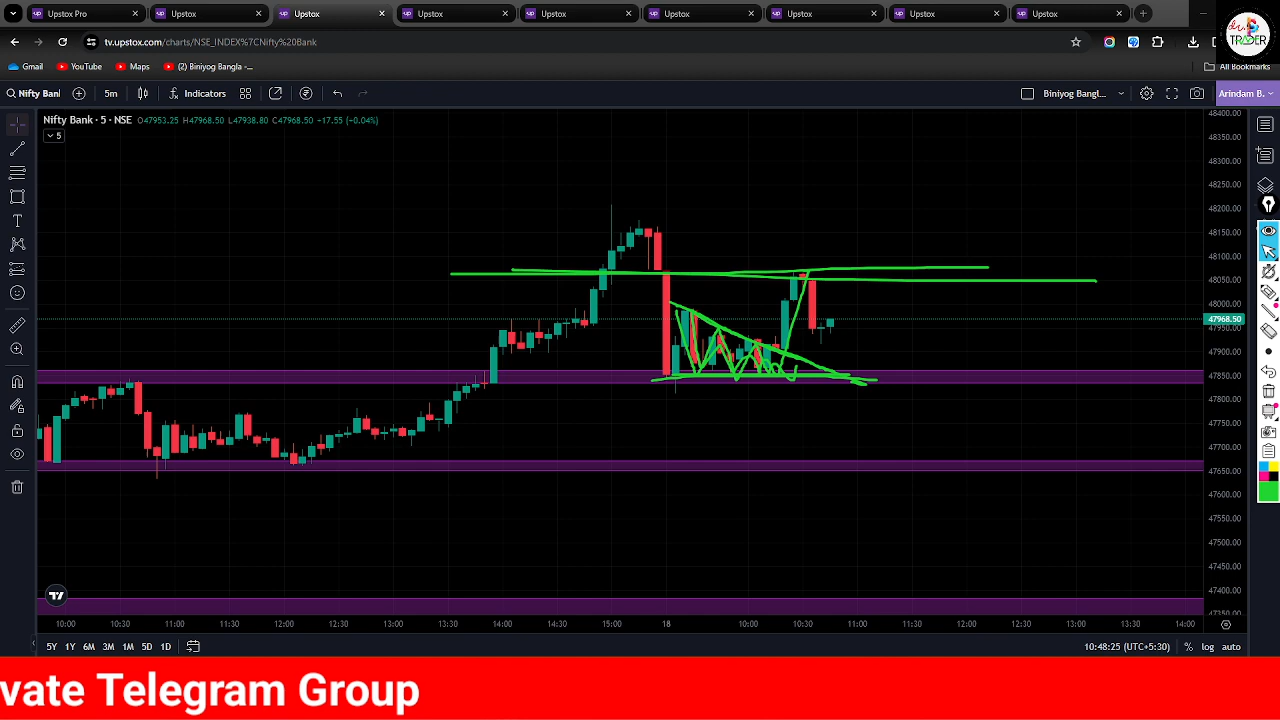 Upstox Pro
Upstox
Upstox
Upstox
Upstox
Upstox
Upstox
Upstox
Upstox
tv.upstox.com/charts/NSE_INDEX%7CNifty%20Bank
Gmail
YouTube
Maps
(2) Biniyog Bangla -...
All Bookmarks
TRADER
Nifty Ban
5m
Indicators
Biniyog Bangl...
Arindam B.
Nifty Bank · 5 · NSE O47953.25 H47968.50 L47938.80 C47968.50 −17.55 (−0.04%)
5
48400.00
48350.00
48300.00
48250.00
48200.00
48150.00
48100.00
48050.00
48000.00
47968.50
47950.00
47900.00
47850.00
47800.00
47750.00
47700.00
47650.00
47600.00
47550.00
47500.00
47450.00
47400.00
47350.00
10:00 10:30 11:00 11:30 12:00 12:30 13:00 13:30 14:00 14:30 15:00 18 10:00 10:30 11:00 11:30 12:00 12:30 13:00 13:30 14:00
5Y 1Y 6M 3M 1M 5D 1D
10:48:25 (UTC+5:30) % log auto
vate Telegram Group